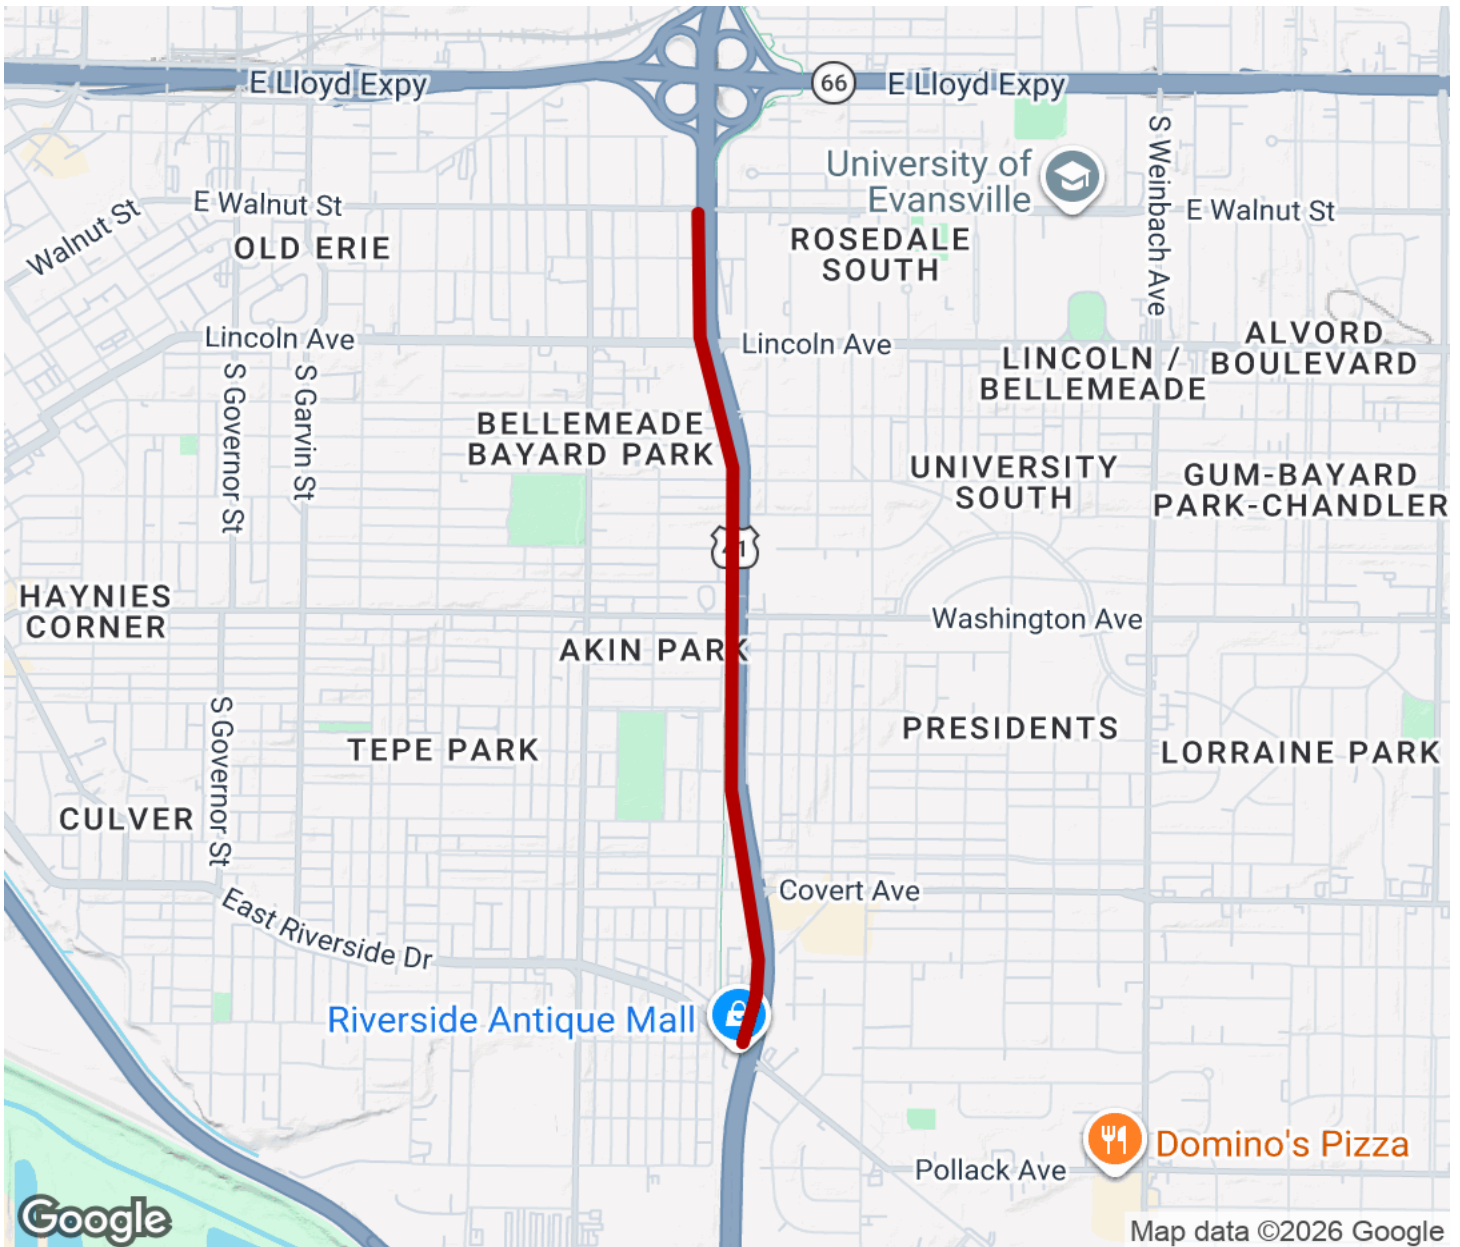 E Lloyd Expy
66
E Lloyd Expy
University of
Evansville
S Weinbach Ave
E Walnut St
E Walnut St
Walnut St
OLD ERIE
ROSEDALE
SOUTH
Lincoln Ave
Lincoln Ave
ALVORD
BOULEVARD
LINCOLN /
BELLEMEADE
S Governor St
S Garvin St
BELLEMEADE
BAYARD PARK
UNIVERSITY
SOUTH
GUM-BAYARD
PARK-CHANDLER
41
HAYNIES
CORNER
Washington Ave
AKIN PARK
S Governor St
TEPE PARK
PRESIDENTS
LORRAINE PARK
CULVER
Covert Ave
East Riverside Dr
Riverside Antique Mall
Pollack Ave
Domino's Pizza
Google
Map data ©2026 Google